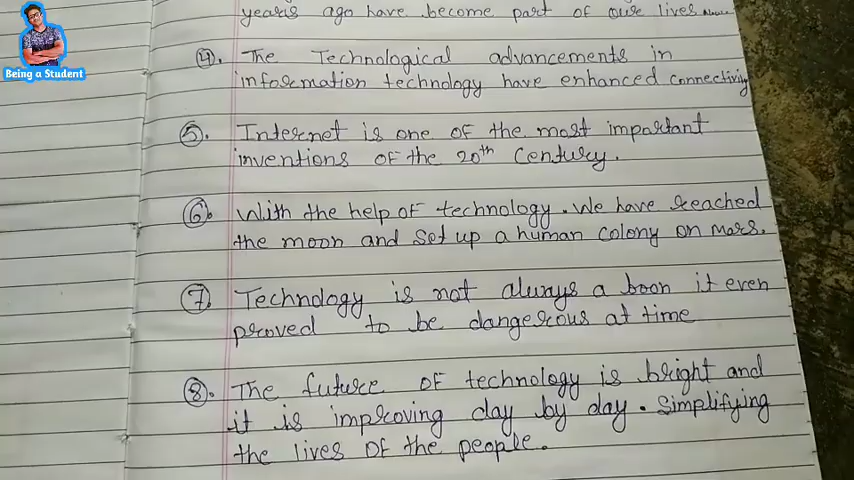 years ago have become part of our lives
Being a Student
4. The Technological advancements in
information technology have enhanced connectivity
5. Internet is one of the most important
inventions of the 20th Century.
6. With the help of technology. We have reached
the moon and set up a human colony on mars.
7. Technology is not always a boon it even
proved to be dangerous at time
8. The future of technology is bright and
it is improving day by day. Simplifying
the lives of the people.